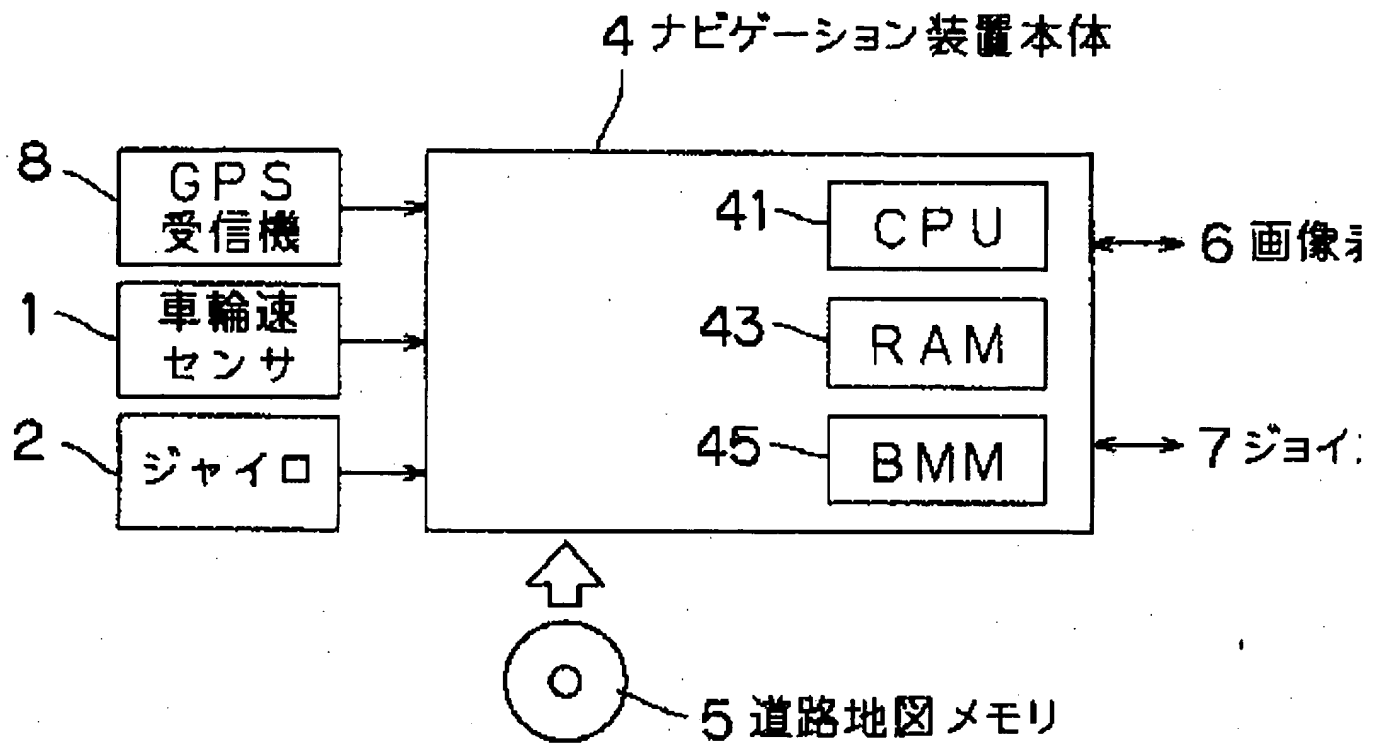 4 ナビゲーション装置本体
8
GPS
受信機
41
CPU
6 画像
1
車輪速
センサ
43
RAM
2
ジャイロ
45
BMM
7 ジョイ
5 道路地図メモリ